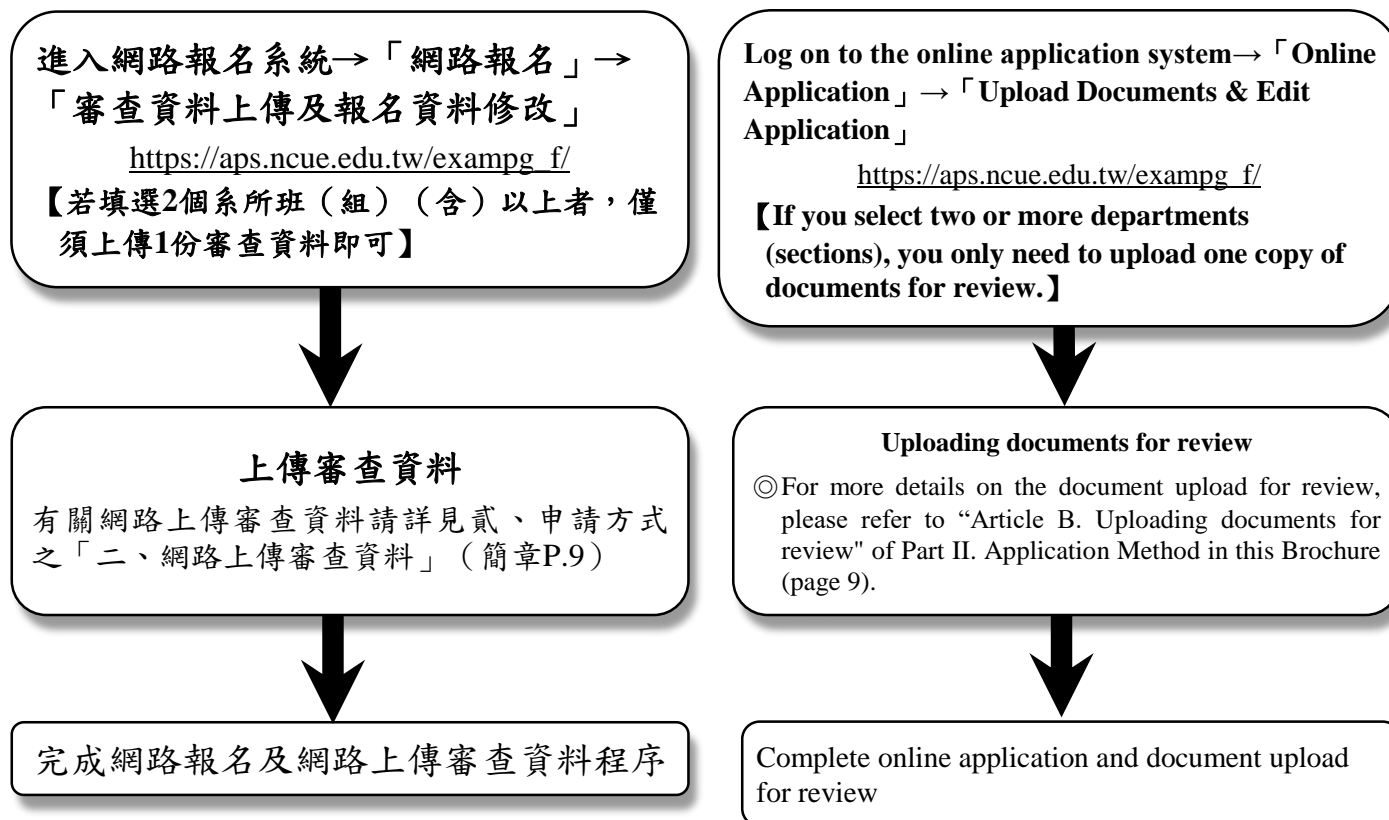 進入網路報名系統→「網路報名」→
「審查資料上傳及報名資料修改」
https://aps.ncue.edu.tw/exampg_f/
【若填選2個系所班（組）（含）以上者，僅
須上傳1份審查資料即可】
上傳審查資料
有關網路上傳審查資料請詳見貳、申請方式
之「二、網路上傳審查資料」（簡章P.9）
完成網路報名及網路上傳審查資料程序
Log on to the online application system→「Online
Application」→「Upload Documents & Edit
Application」
https://aps.ncue.edu.tw/exampg_f/
【If you select two or more departments
(sections), you only need to upload one copy of
documents for review.】
Uploading documents for review
◎For more details on the document upload for review,
please refer to “Article B. Uploading documents for
review" of Part II. Application Method in this Brochure
(page 9).
Complete online application and document upload
for review